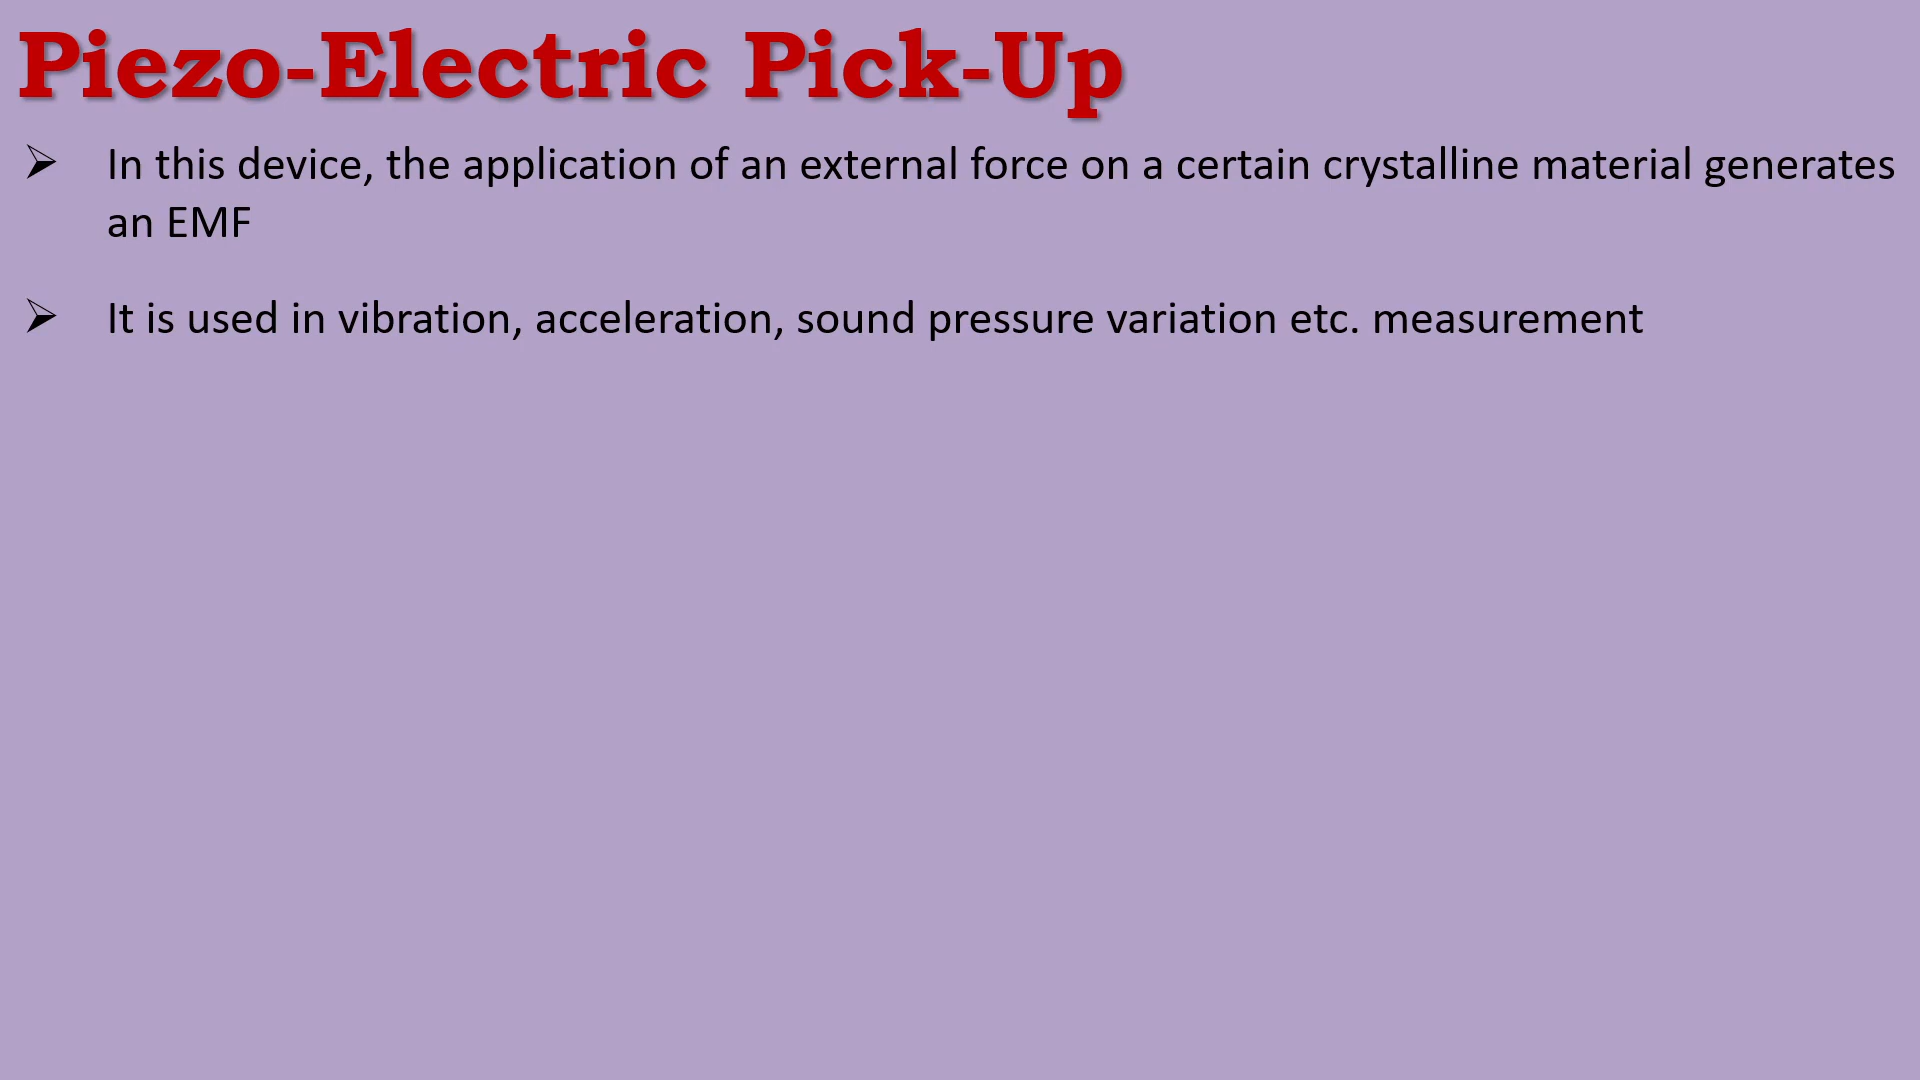 Piezo-Electric Pick-Up
➢ In this device, the application of an external force on a certain crystalline material generates
an EMF
➢ It is used in vibration, acceleration, sound pressure variation etc. measurement